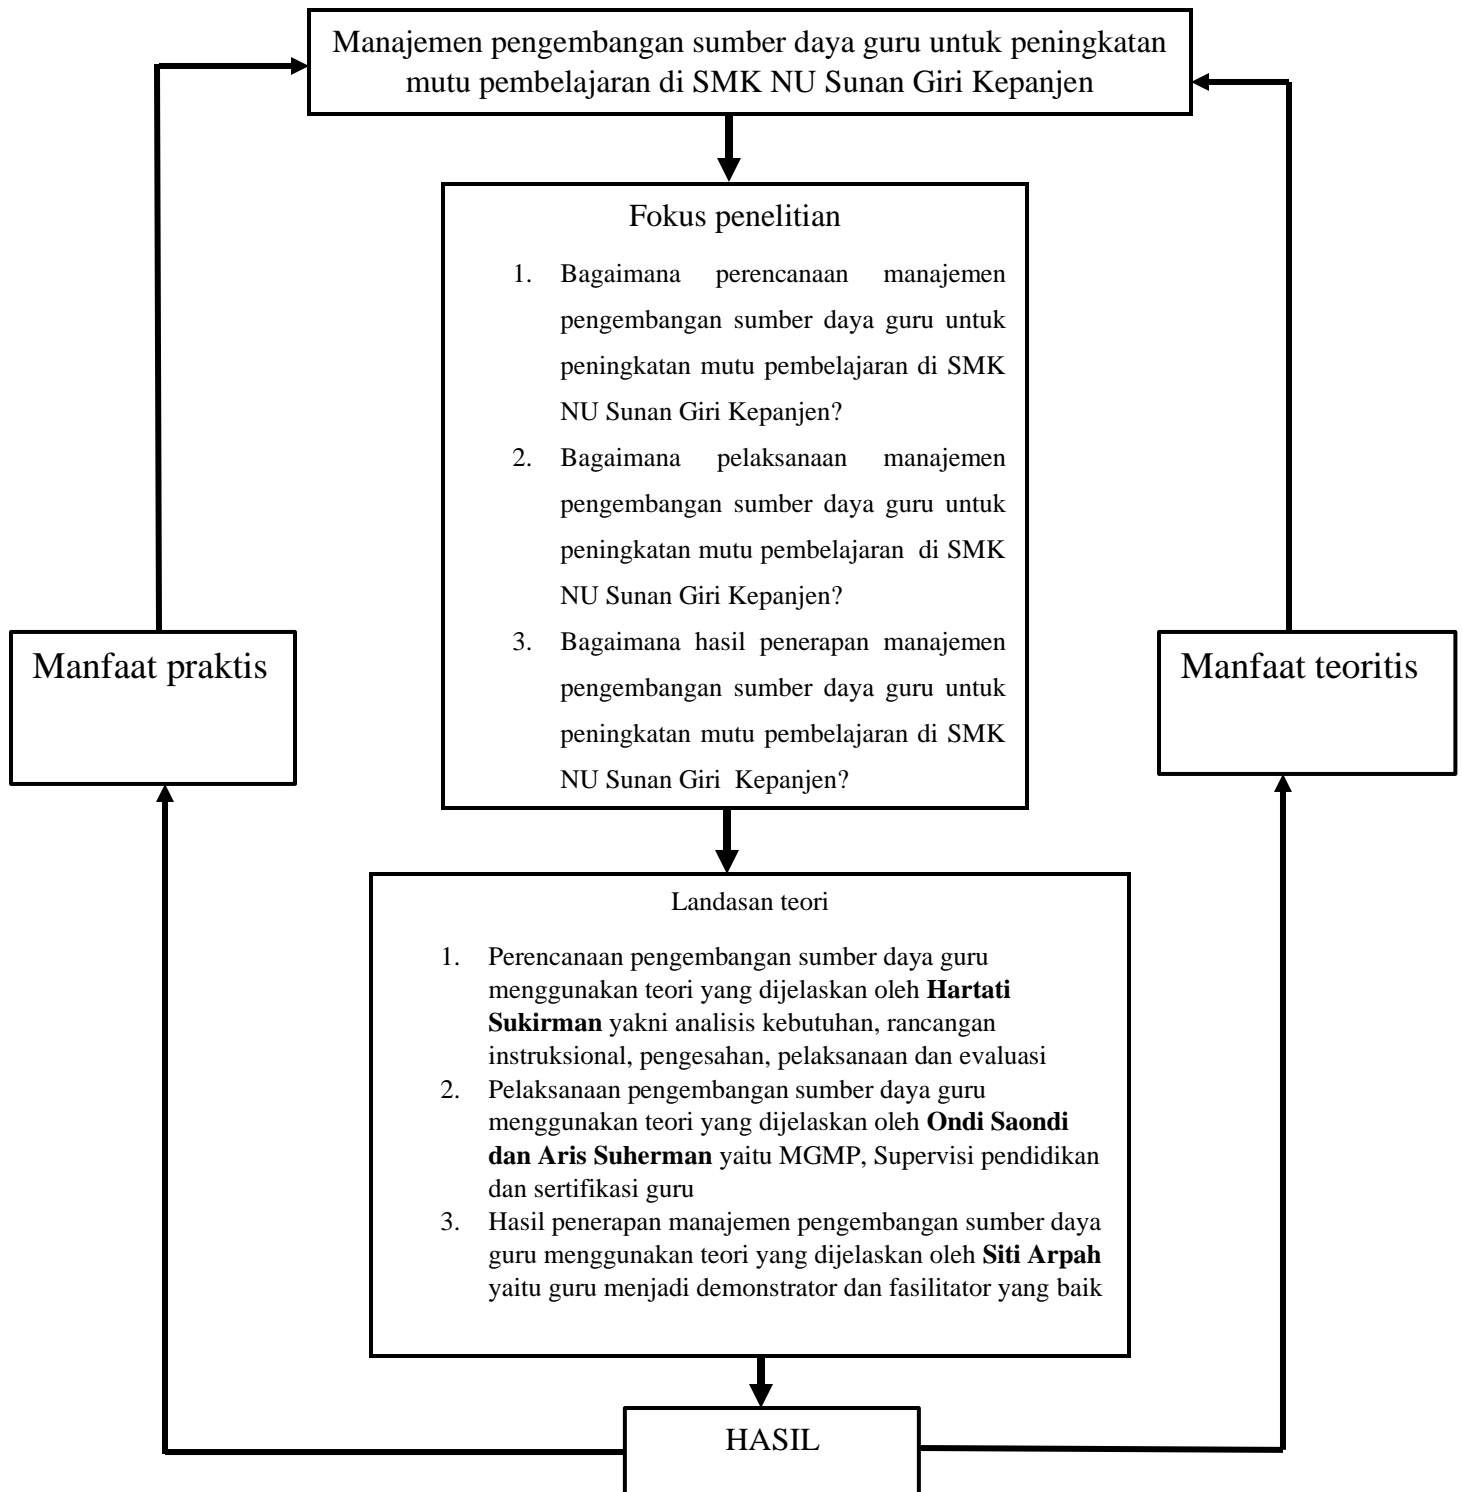 Manajemen pengembangan sumber daya guru untuk peningkatan
mutu pembelajaran di SMK NU Sunan Giri Kepanjen
Fokus penelitian
1. Bagaimana perencanaan manajemen
pengembangan sumber daya guru untuk
peningkatan mutu pembelajaran di SMK
NU Sunan Giri Kepanjen?
2. Bagaimana pelaksanaan manajemen
pengembangan sumber daya guru untuk
peningkatan mutu pembelajaran di SMK
NU Sunan Giri Kepanjen?
3. Bagaimana hasil penerapan manajemen
pengembangan sumber daya guru untuk
peningkatan mutu pembelajaran di SMK
NU Sunan Giri Kepanjen?
Manfaat praktis
Manfaat teoritis
Landasan teori
1. Perencanaan pengembangan sumber daya guru
menggunakan teori yang dijelaskan oleh Hartati
Sukirman yakni analisis kebutuhan, rancangan
instruksional, pengesahan, pelaksanaan dan evaluasi
2. Pelaksanaan pengembangan sumber daya guru
menggunakan teori yang dijelaskan oleh Ondi Saondi
dan Aris Suherman yaitu MGMP, Supervisi pendidikan
dan sertifikasi guru
3. Hasil penerapan manajemen pengembangan sumber daya
guru menggunakan teori yang dijelaskan oleh Siti Arpah
yaitu guru menjadi demonstrator dan fasilitator yang baik
HASIL